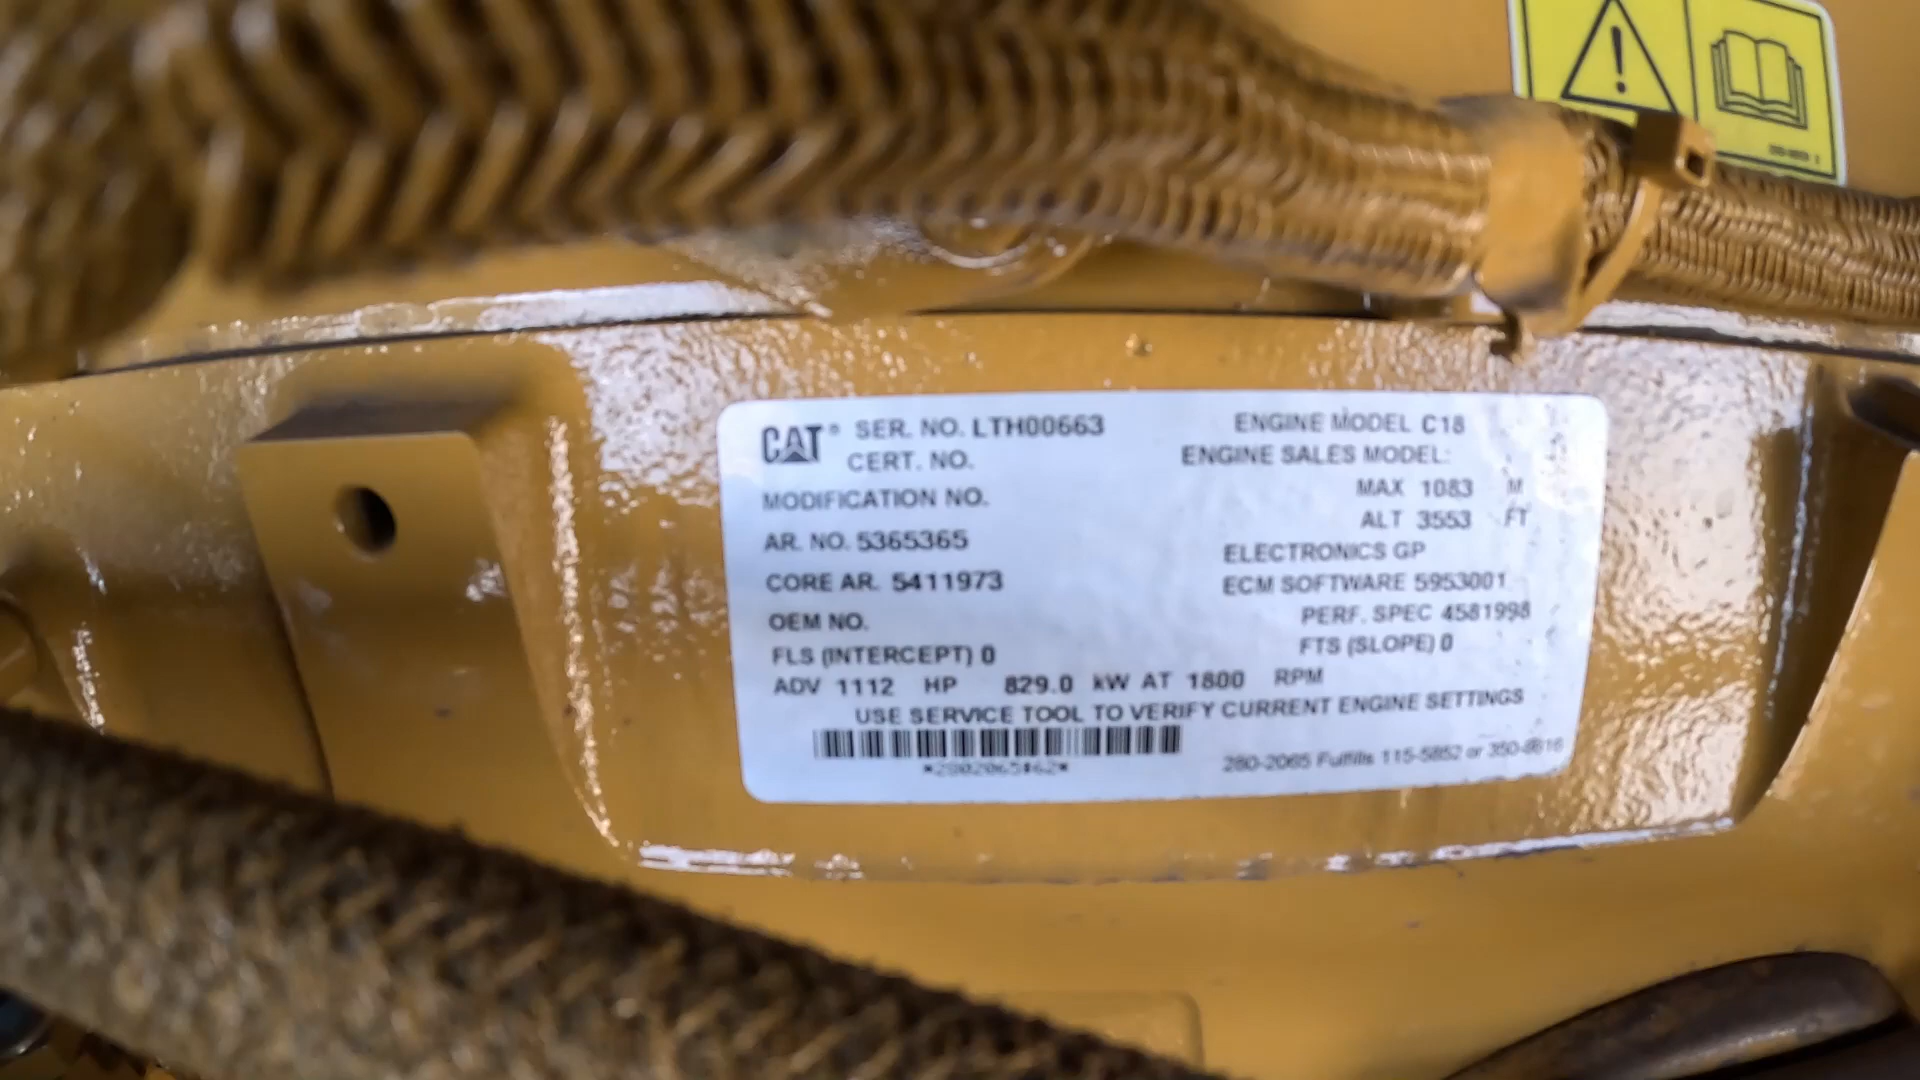 CAT® SER. NO. LTH00663 ENGINE MODEL C18
CERT. NO. ENGINE SALES MODEL:
MODIFICATION NO. MAX 1083 M
ALT 3553 FT
AR. NO. 5365365 ELECTRONICS GP
CORE AR. 5411973 ECM SOFTWARE 5953001
OEM NO. PERF. SPEC 4581998
FLS (INTERCEPT) 0 FTS (SLOPE) 0
ADV 1112 HP 829.0 kW AT 1800 RPM
USE SERVICE TOOL TO VERIFY CURRENT ENGINE SETTINGS
280-2065 Fulfills 115-5852 or